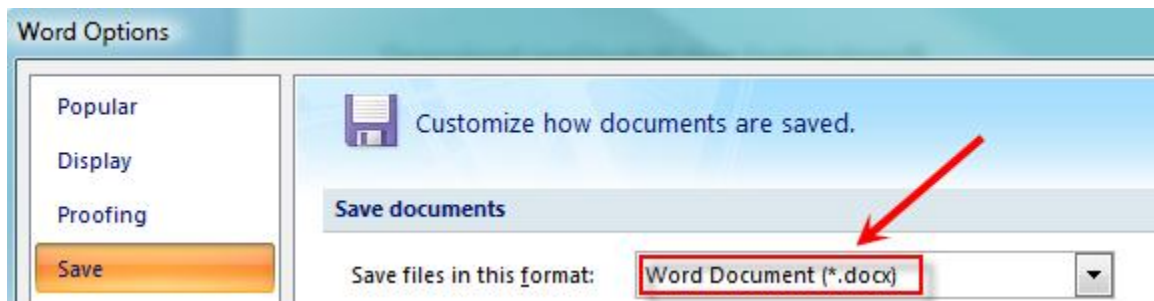 Word Options
Popular
Display
Proofing
Save
Customize how documents are saved.
Save documents
Save files in this format:
Word Document (*.docx)